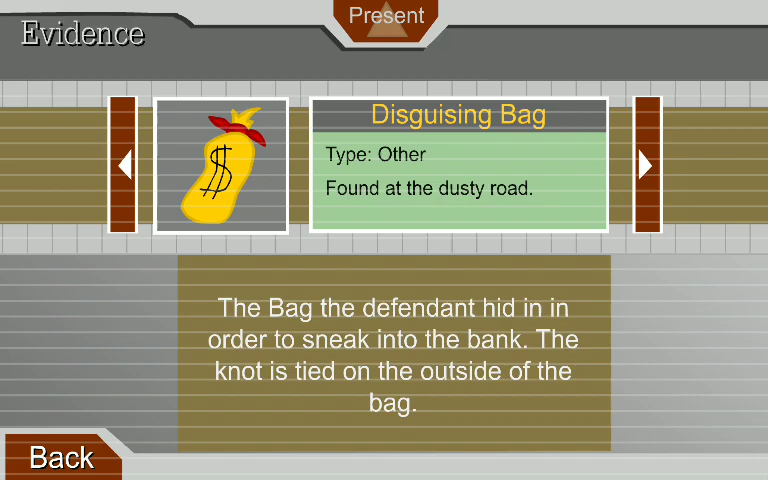 Present
Evidence
Disguising Bag
Type: Other
Found at the dusty road.
$
The Bag the defendant hid in in
order to sneak into the bank. The
knot is tied on the outside of the
bag.
Back